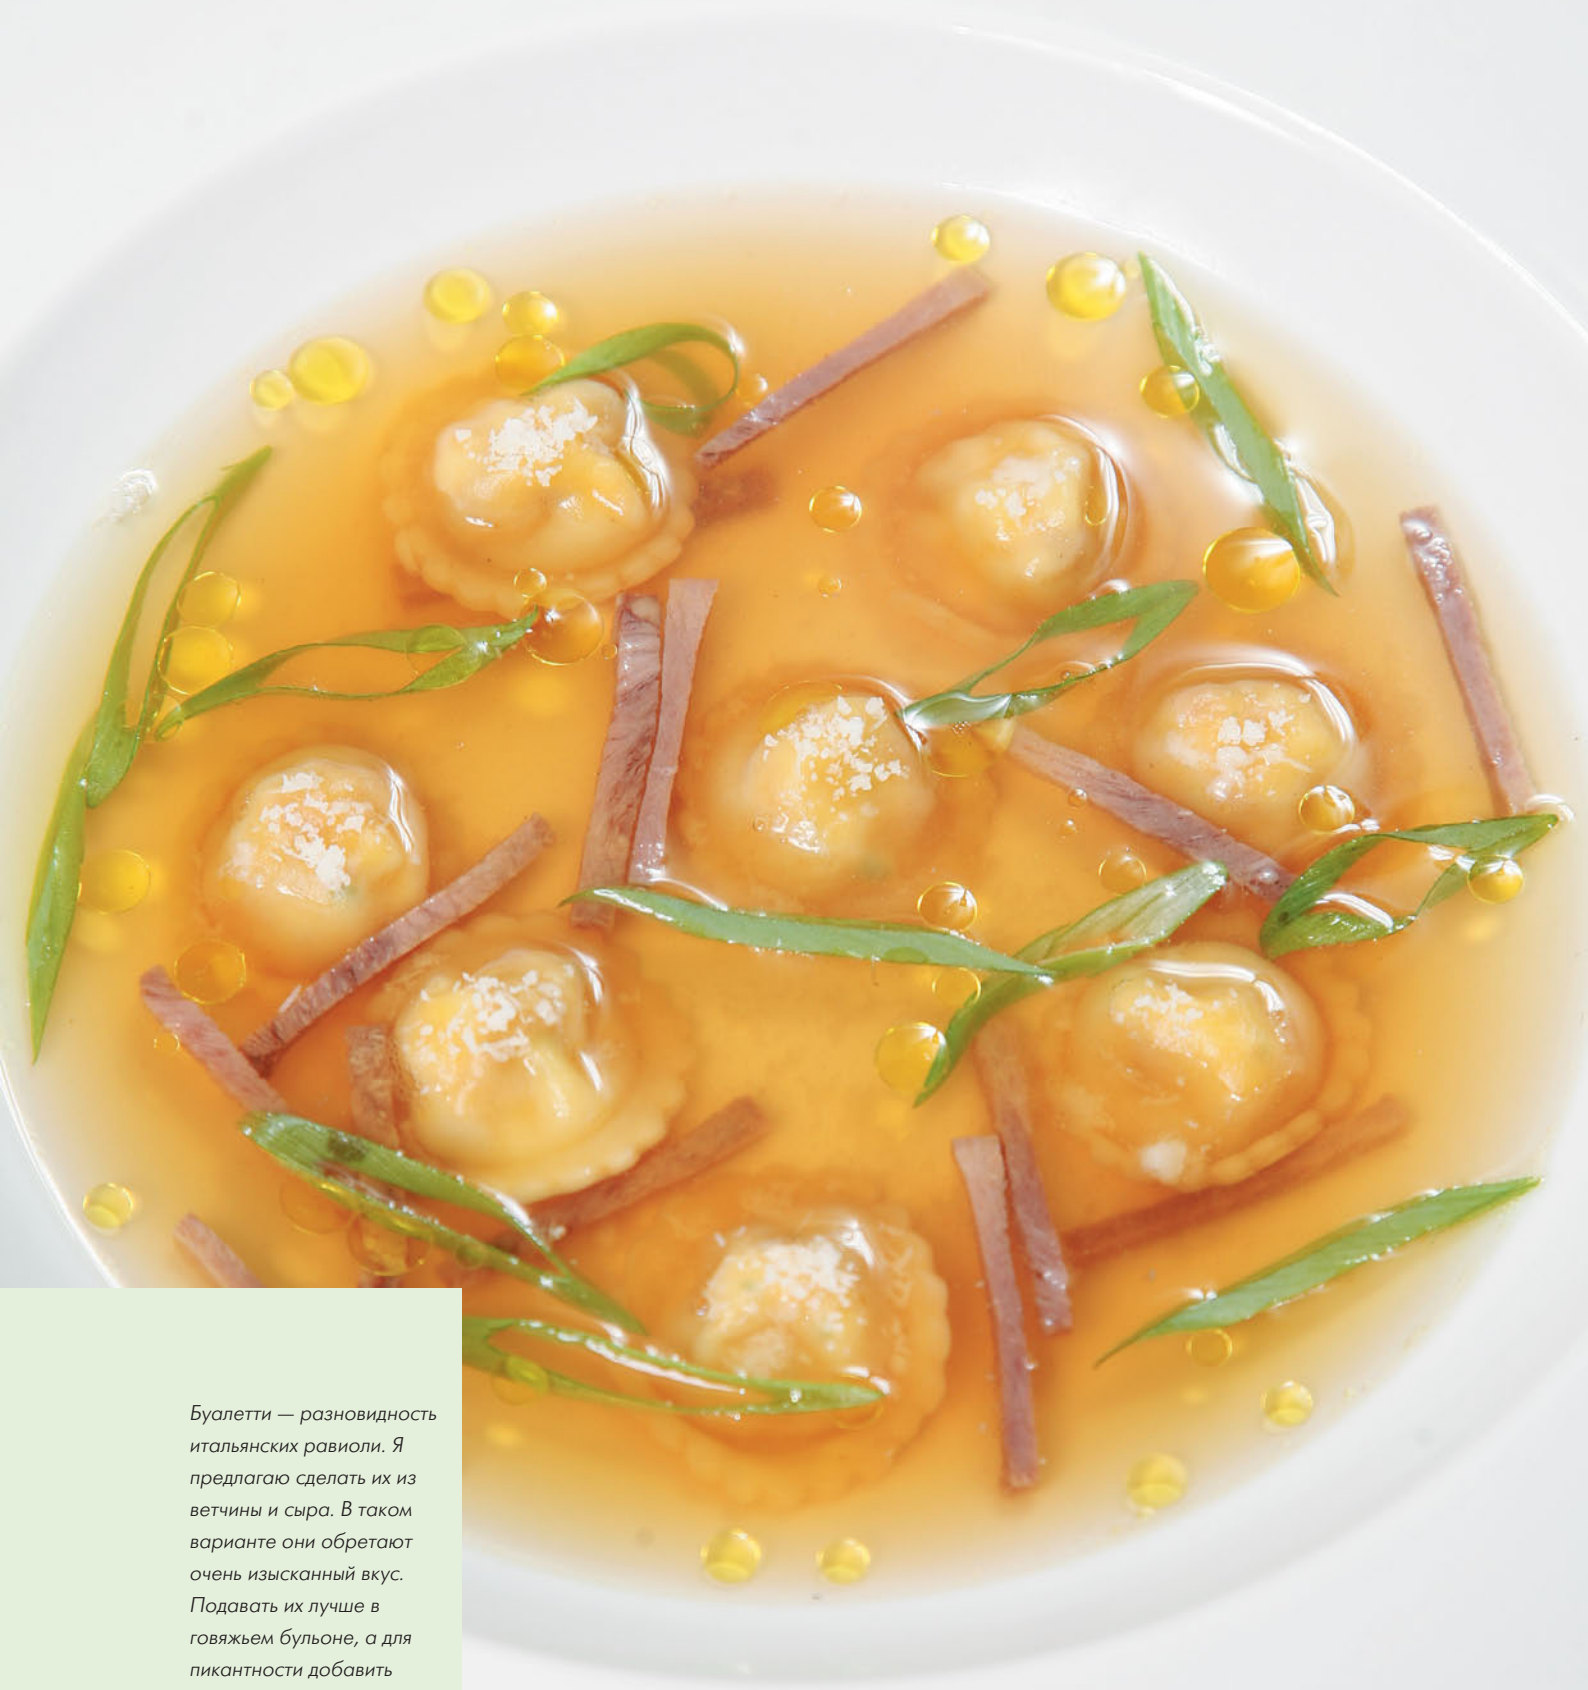 Буалетти — разновидность
итальянских равиоли. Я
предлагаю сделать их из
ветчины и сыра. В таком
варианте они обретают
очень изысканный вкус.
Подавать их лучше в
говяжьем бульоне, а для
пикантности добавить